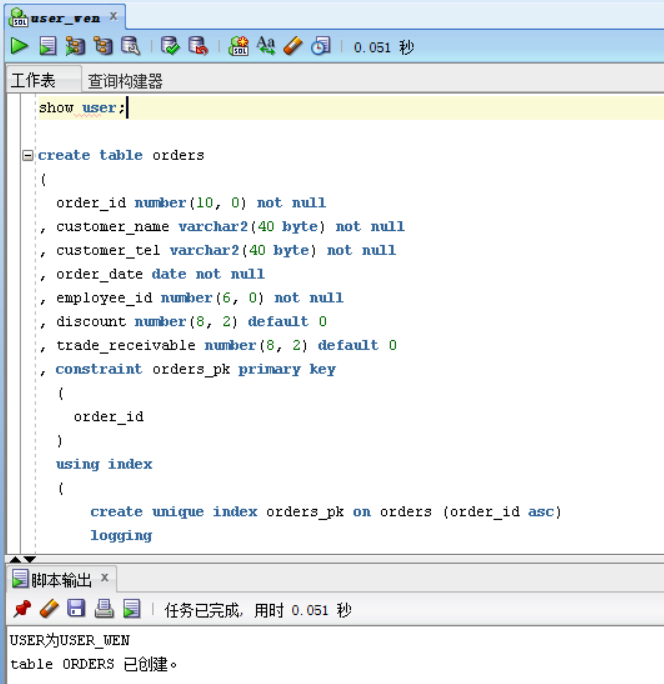 user_wen
0.051 秒
工作表 查询构建器
show user;
create table orders
(
order_id number(10, 0) not null
, customer_name varchar2(40 byte) not null
, customer_tel varchar2(40 byte) not null
, order_date date not null
, employee_id number(6, 0) not null
, discount number(8, 2) default 0
, trade_receivable number(8, 2) default 0
, constraint orders_pk primary key
(
order_id
)
using index
(
create unique index orders_pk on orders (order_id asc)
logging
脚本输出
任务已完成, 用时 0.051 秒
USER为USER_WEN
table ORDERS 已创建。